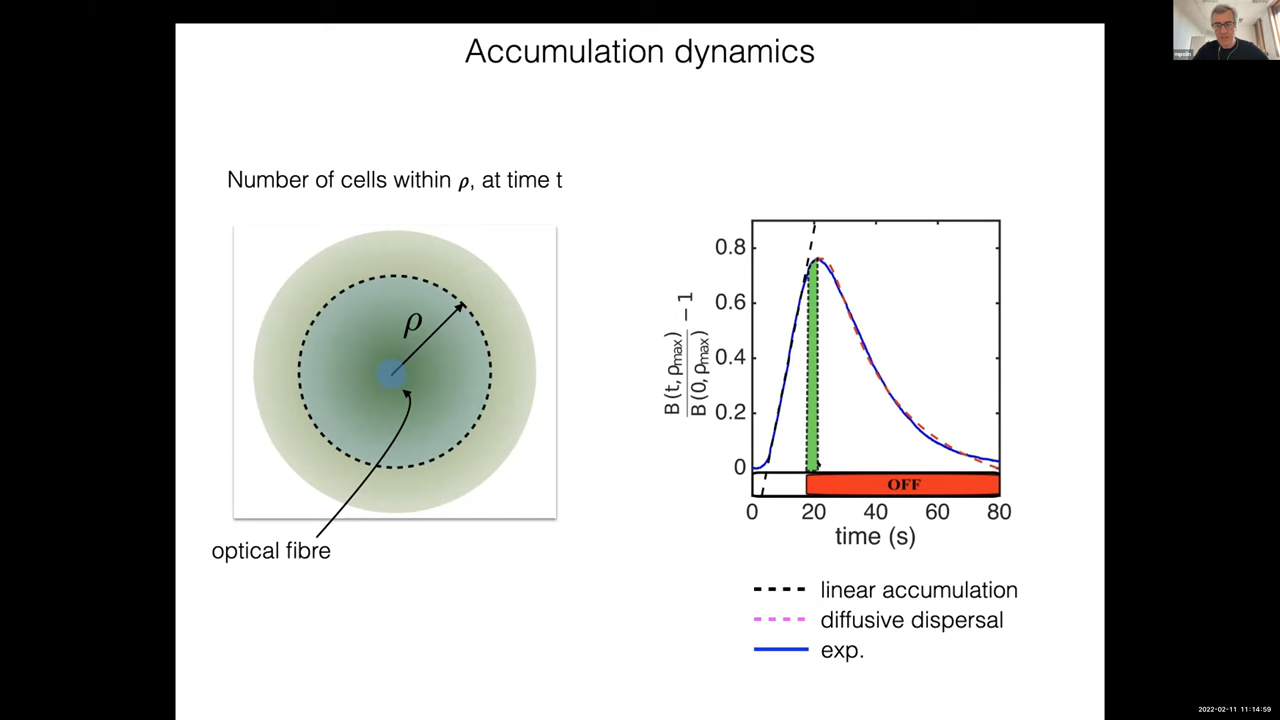 Accumulation dynamics
mpolin
Number of cells within ρ, at time t
ρ
optical fibre
B(t, ρmax)
B(0, ρmax)
− 1
0.8
0.6
0.4
0.2
0
OFF
0 20 40 60 80
time (s)
linear accumulation
diffusive dispersal
exp.
2022-02-11 11:14:59